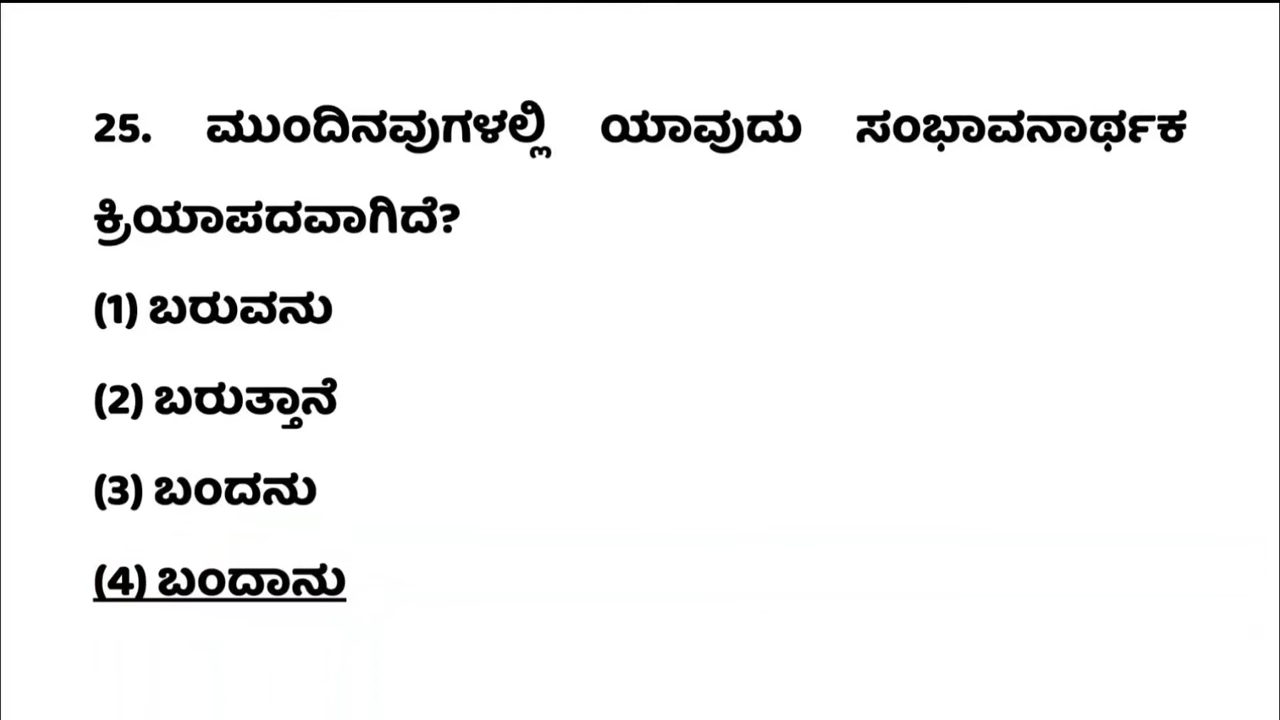 25. ಮುಂದಿನವುಗಳಲ್ಲಿ ಯಾವುದು ಸಂಭಾವನಾರ್ಥಕ
ಕ್ರಿಯಾಪದವಾಗಿದೆ?
(1) ಬರುವನು
(2) ಬರುತ್ತಾನೆ
(3) ಬಂದನು
(4) ಬಂದಾನು